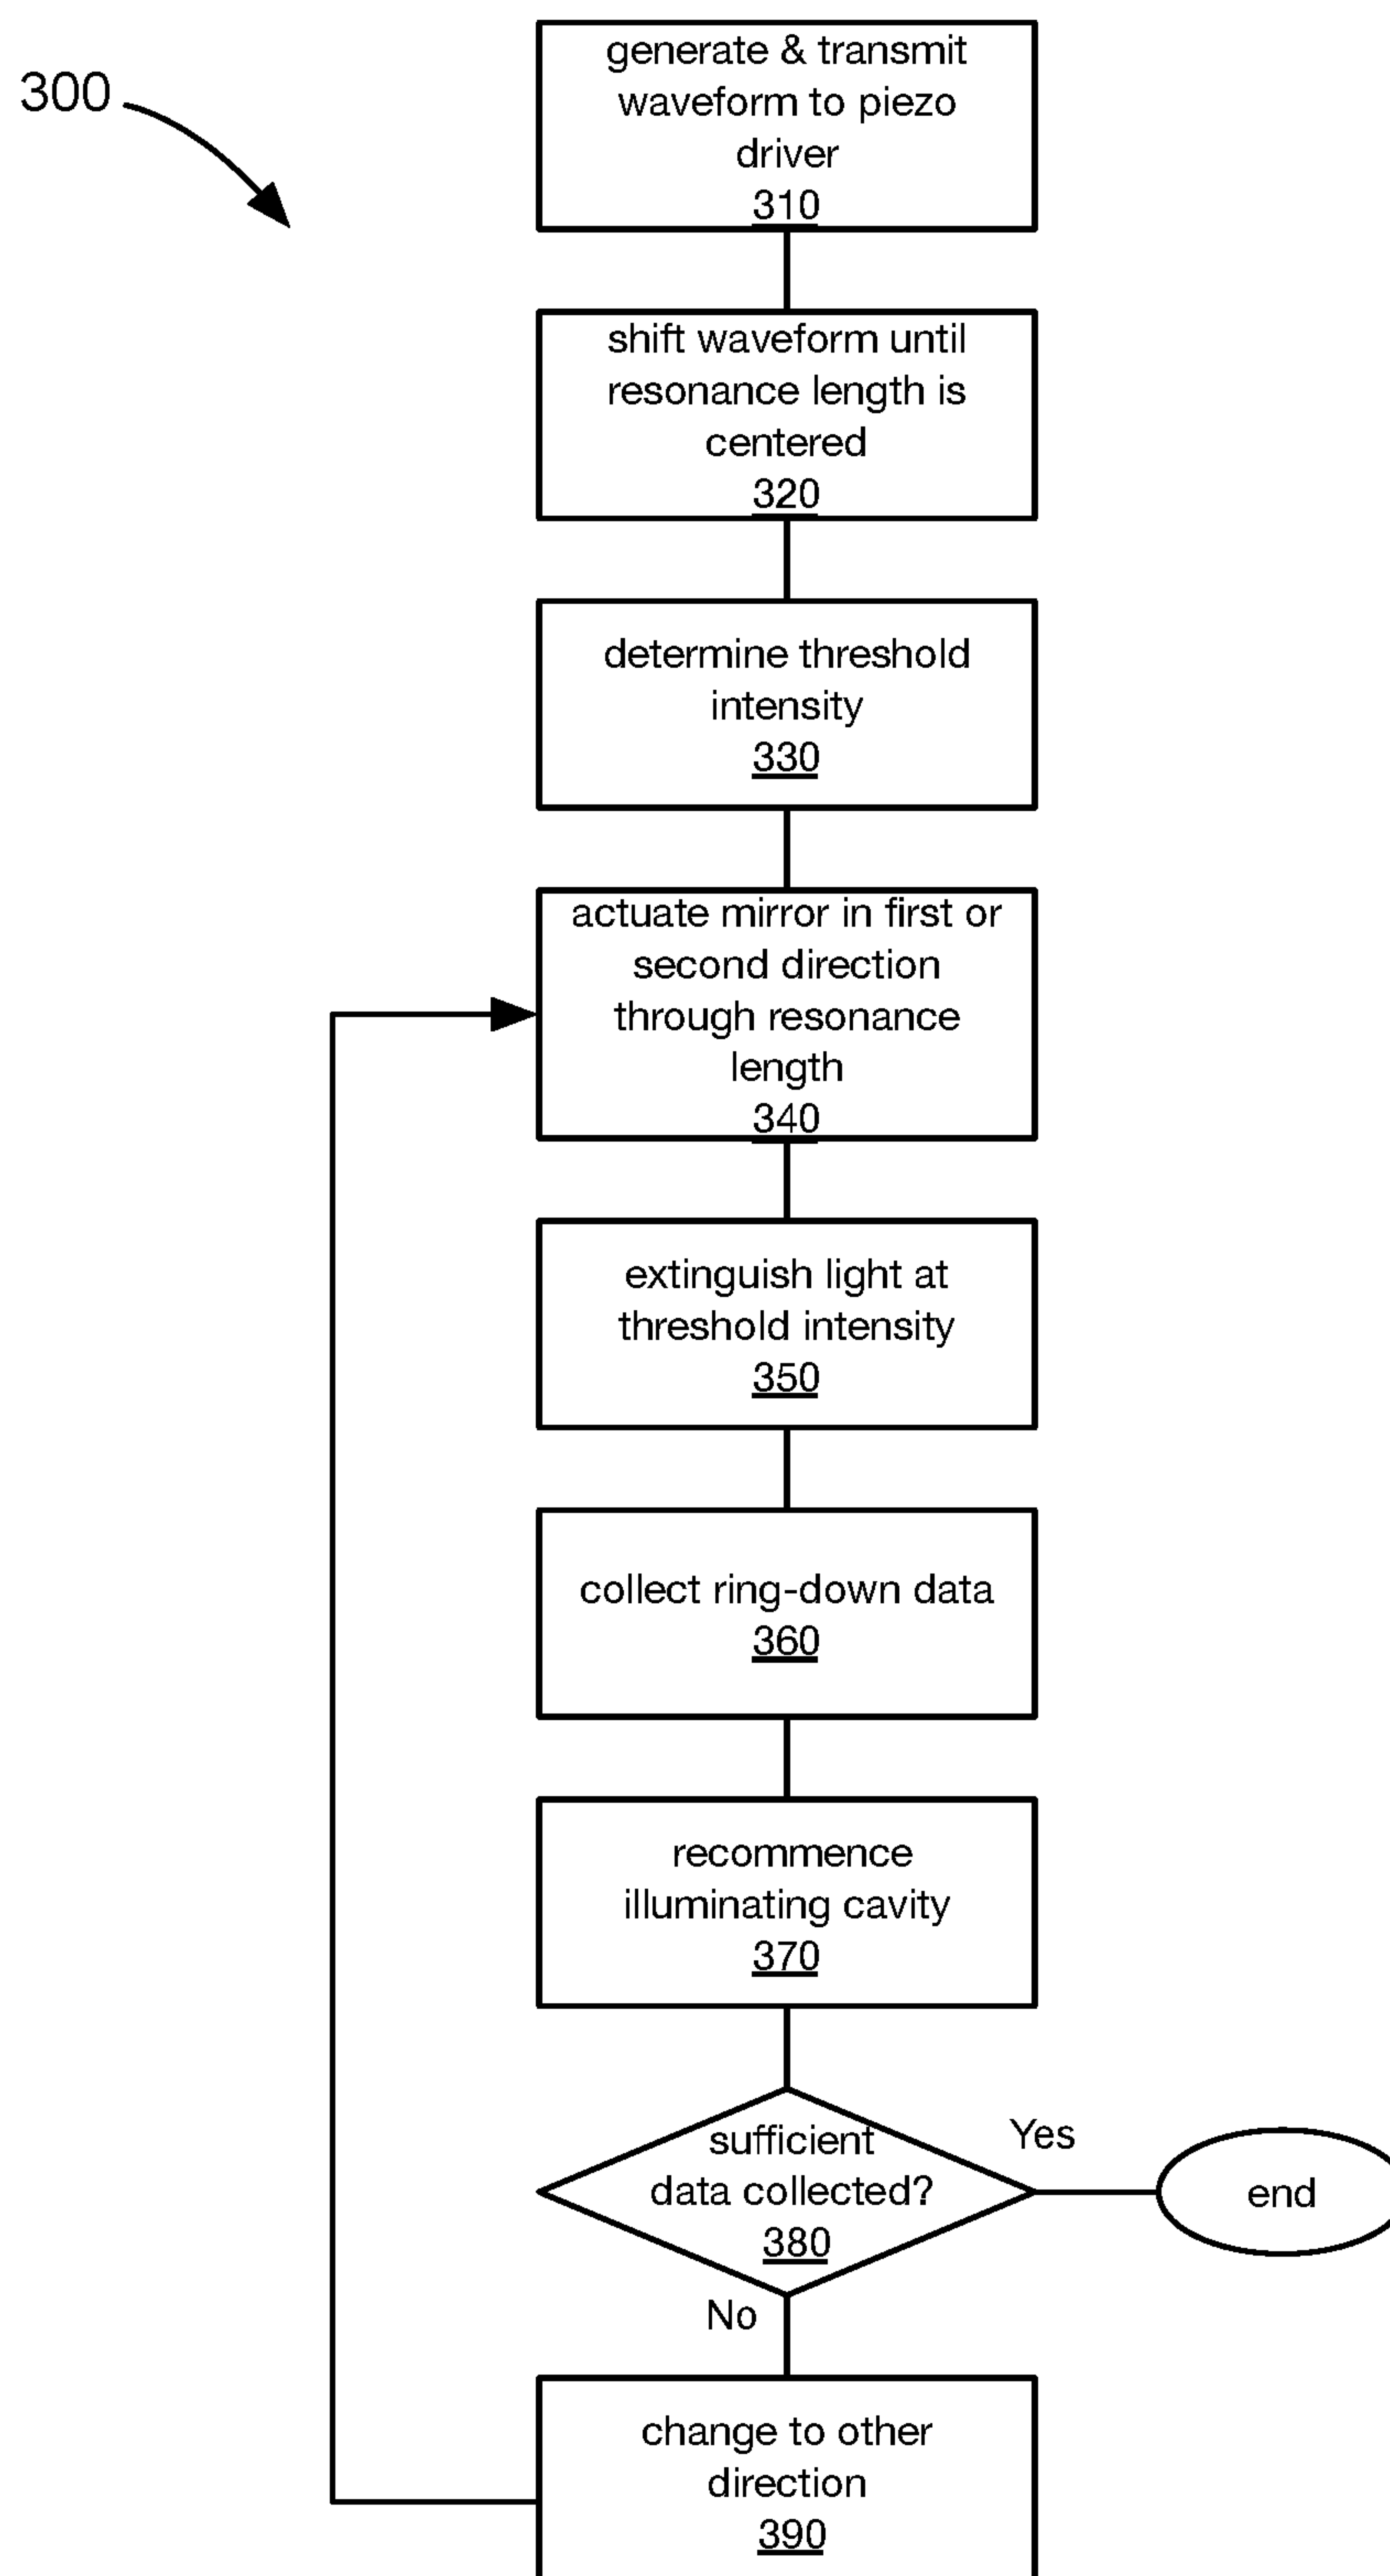 300
generate & transmit
waveform to piezo
driver
310
shift waveform until
resonance length is
centered
320
determine threshold
intensity
330
actuate mirror in first or
second direction
through resonance
length
340
extinguish light at
threshold intensity
350
collect ring-down data
360
recommence
illuminating cavity
370
sufficient
data collected?
380
Yes
end
No
change to other
direction
390